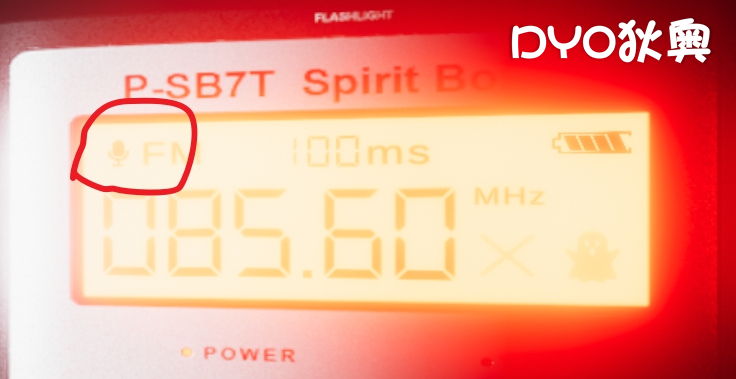 FLASHLIGHT
DYO狄奥
P-SB7T Spirit Bo
FM 100ms
085.60 MHz
POWER